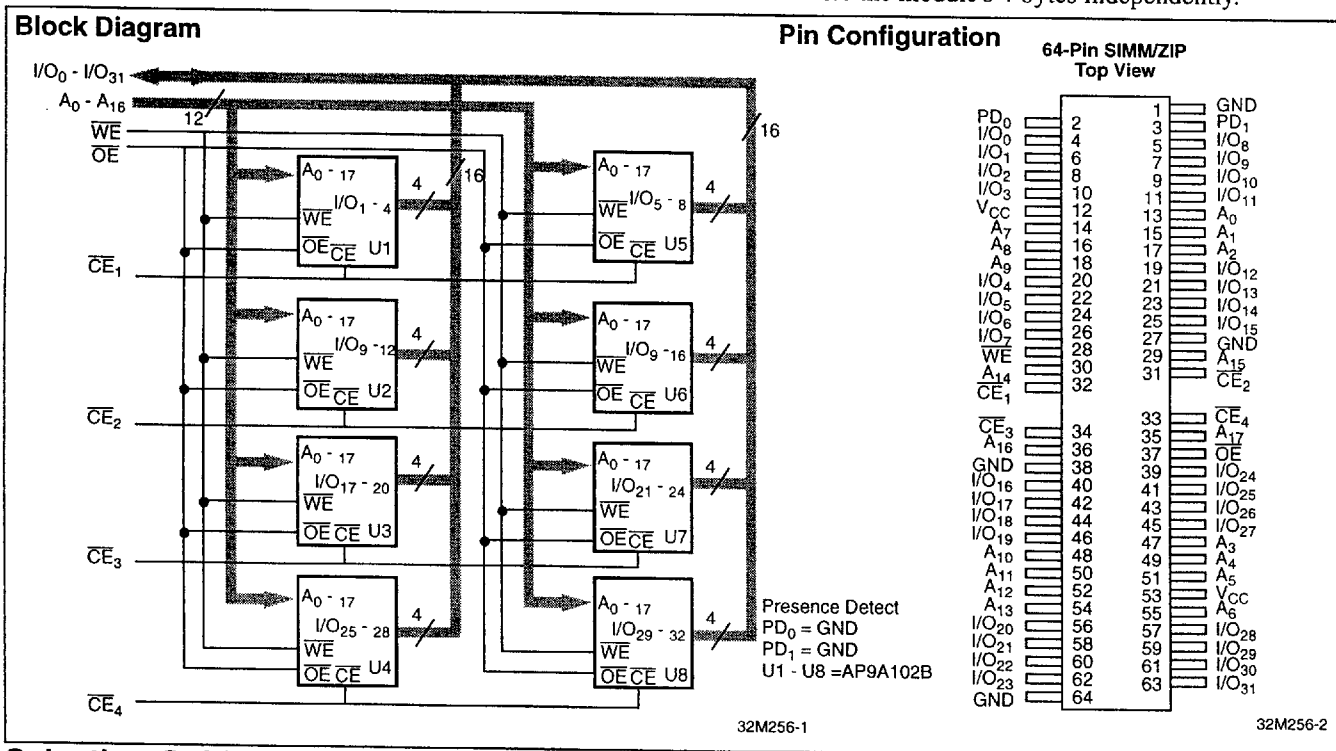 the module's 4 bytes independently.
Block Diagram
I/O0 - I/O31
A0 - A16
12
WE
OE
16
16
A0 - 17
I/O1 - 4
4
WE
OE CE U1
A0 - 17
I/O5 - 8
4
WE
OE CE U5
CE1
A0 - 17
I/O9 - 12
4
WE
OE CE U2
A0 - 17
I/O9 - 16
4
WE
OE CE U6
CE2
A0 - 17
I/O17 - 20
4
WE
OE CE U3
A0 - 17
I/O21 - 24
4
WE
OE CE U7
CE3
A0 - 17
I/O25 - 28
4
WE
OE CE U4
A0 - 17
I/O29 - 32
4
WE
OE CE U8
CE4
Presence Detect
PD0 = GND
PD1 = GND
U1 - U8 =AP9A102B
32M256-1
Pin Configuration
64-Pin SIMM/ZIP
Top View
1 GND
PD0 2
3 PD1
I/O0 4
5 I/O8
I/O1 6
7 I/O9
I/O2 8
9 I/O10
I/O3 10
11 I/O11
VCC 12
13 A0
A7 14
15 A1
A8 16
17 A2
A9 18
19 I/O12
I/O4 20
21 I/O13
I/O5 22
23 I/O14
I/O6 24
25 I/O15
I/O7 26
27 GND
WE 28
29 A15
A14 30
31 CE2
CE1 32
33 CE4
CE3 34
35 A17
A16 36
37 OE
GND 38
39 I/O24
I/O16 40
41 I/O25
I/O17 42
43 I/O26
I/O18 44
45 I/O27
I/O19 46
47 A3
A10 48
49 A4
A11 50
51 A5
A12 52
53 VCC
A13 54
55 A6
I/O20 56
57 I/O28
I/O21 58
59 I/O29
I/O22 60
61 I/O30
I/O23 62
63 I/O31
GND 64
32M256-2